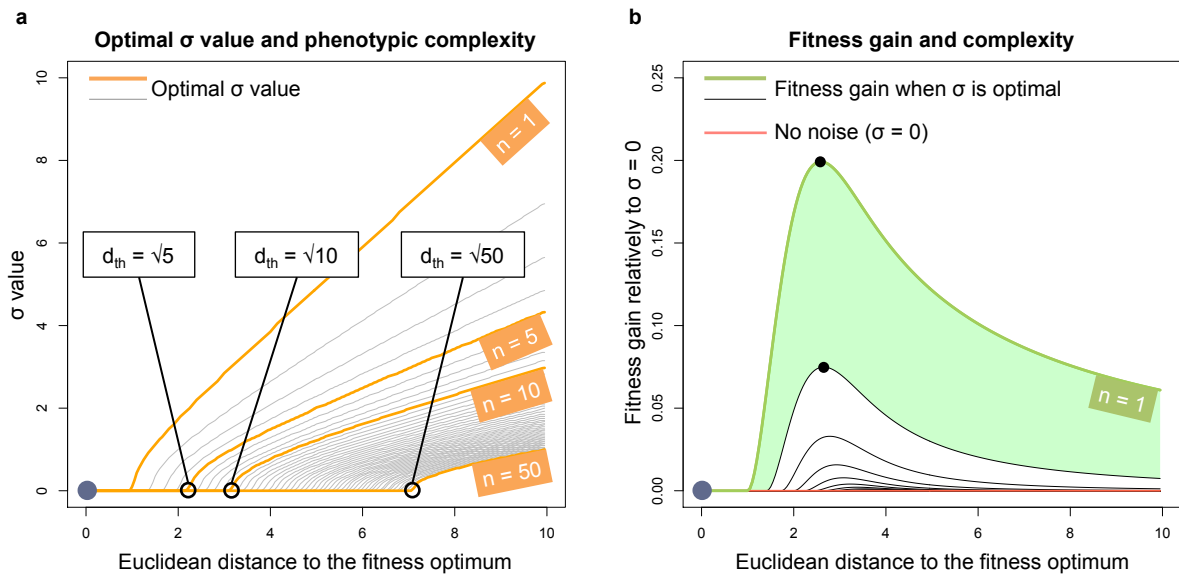 a
Optimal σ value and phenotypic complexity
Optimal σ value
n = 1
d_th = √5
d_th = √10
d_th = √50
n = 5
n = 10
n = 50
σ value
0
2
4
6
8
10
0 2 4 6 8 10
Euclidean distance to the fitness optimum
b
Fitness gain and complexity
Fitness gain when σ is optimal
No noise (σ = 0)
n = 1
Fitness gain relatively to σ = 0
0.00
0.05
0.10
0.15
0.20
0.25
0 2 4 6 8 10
Euclidean distance to the fitness optimum